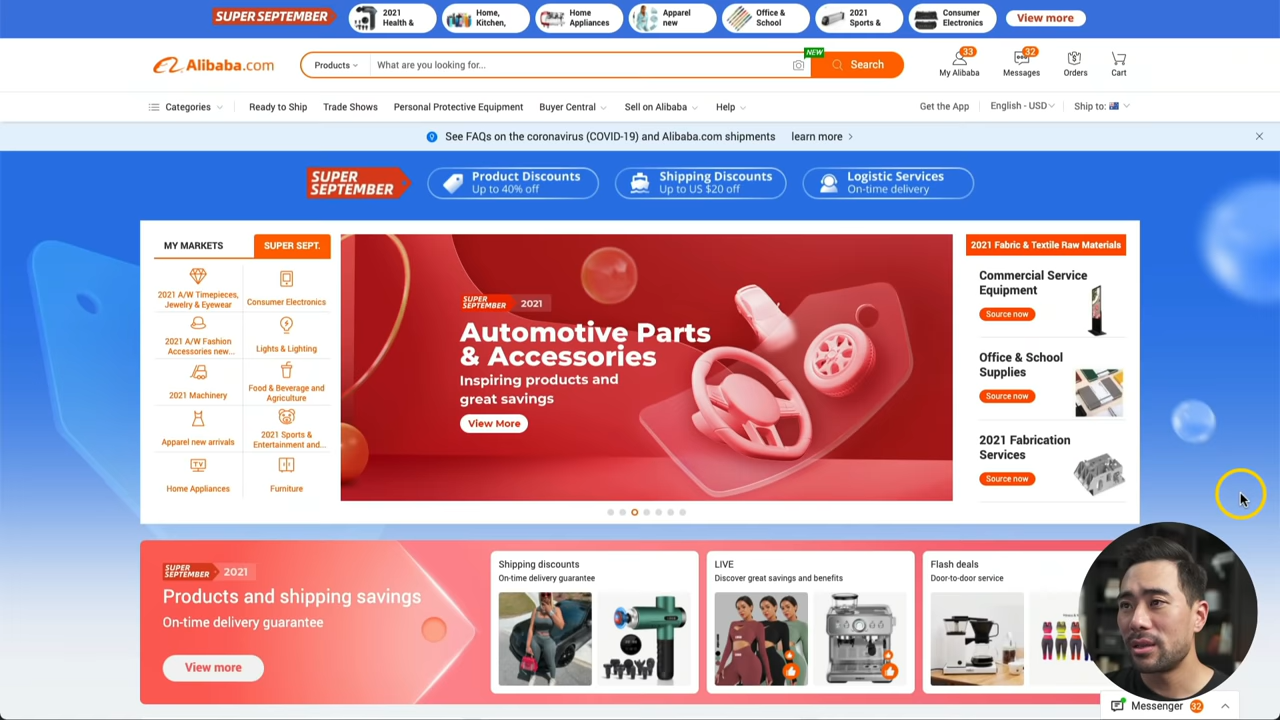 SUPER SEPTEMBER
2021
Health &
Home,
Kitchen,
Home
Appliances
Apparel
new
Office &
School
2021
Sports &
Consumer
Electronics
View more
Alibaba.com
Products
What are you looking for...
NEW
Search
33
My Alibaba
32
Messages
Orders
Cart
Categories
Ready to Ship
Trade Shows
Personal Protective Equipment
Buyer Central
Sell on Alibaba
Help
Get the App
English - USD
Ship to:
See FAQs on the coronavirus (COVID-19) and Alibaba.com shipments
learn more
SUPER
SEPTEMBER
Product Discounts
Up to 40% off
Shipping Discounts
Up to US $20 off
Logistic Services
On-time delivery
MY MARKETS
SUPER SEPT.
2021 A/W Timepieces,
Jewelry & Eyewear
Consumer Electronics
2021 A/W Fashion
Accessories new...
Lights & Lighting
2021 Machinery
Food & Beverage and
Agriculture
Apparel new arrivals
2021 Sports &
Entertainment and...
TV
Home Appliances
Furniture
SUPER
SEPTEMBER
2021
Automotive Parts
& Accessories
Inspiring products and
great savings
View More
2021 Fabric & Textile Raw Materials
Commercial Service
Equipment
Source now
Office & School
Supplies
Source now
2021 Fabrication
Services
Source now
SUPER
SEPTEMBER
2021
Products and shipping savings
On-time delivery guarantee
View more
Shipping discounts
On-time delivery guarantee
LIVE
Discover great savings and benefits
Flash deals
Door-to-door service
Messenger
32